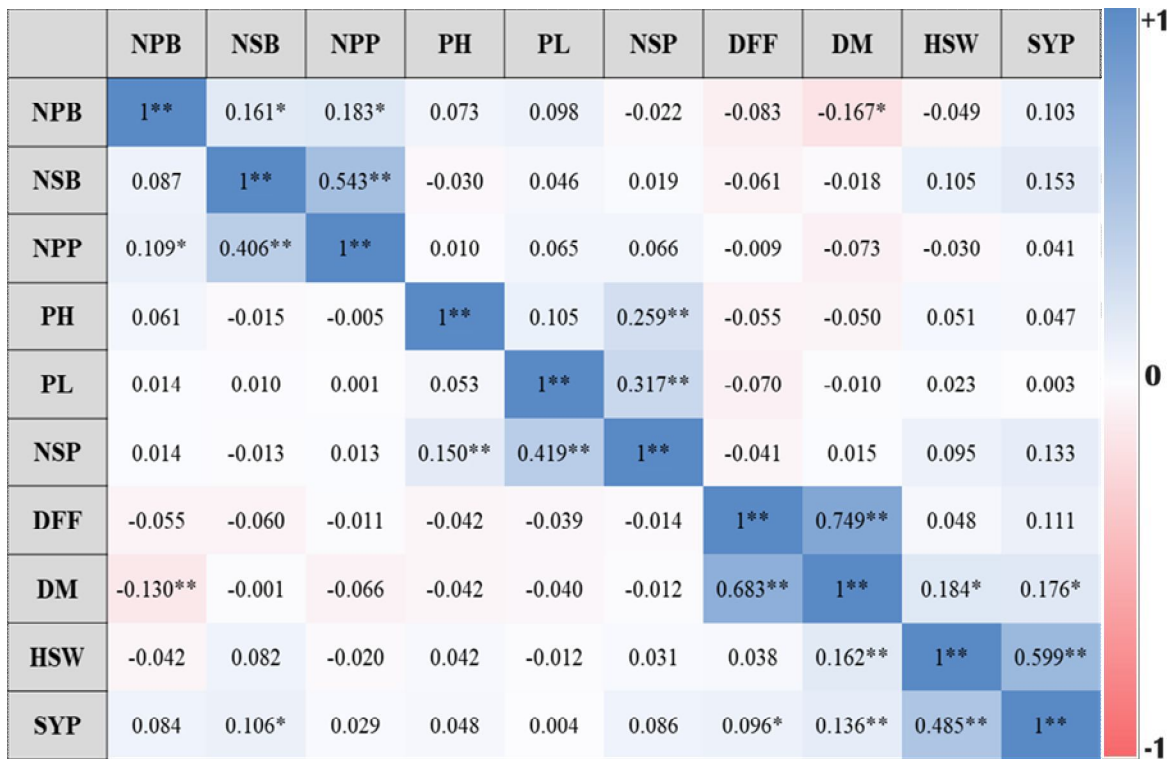 NPB NSB NPP PH PL NSP DFF DM HSW SYP +1
NPB 1** 0.161* 0.183* 0.073 0.098 -0.022 -0.083 -0.167* -0.049 0.103
NSB 0.087 1** 0.543** -0.030 0.046 0.019 -0.061 -0.018 0.105 0.153
NPP 0.109* 0.406** 1** 0.010 0.065 0.066 -0.009 -0.073 -0.030 0.041
PH 0.061 -0.015 -0.005 1** 0.105 0.259** -0.055 -0.050 0.051 0.047
PL 0.014 0.010 0.001 0.053 1** 0.317** -0.070 -0.010 0.023 0.003 0
NSP 0.014 -0.013 0.013 0.150** 0.419** 1** -0.041 0.015 0.095 0.133
DFF -0.055 -0.060 -0.011 -0.042 -0.039 -0.014 1** 0.749** 0.048 0.111
DM -0.130** -0.001 -0.066 -0.042 -0.040 -0.012 0.683** 1** 0.184* 0.176*
HSW -0.042 0.082 -0.020 0.042 -0.012 0.031 0.038 0.162** 1** 0.599**
SYP 0.084 0.106* 0.029 0.048 0.004 0.086 0.096* 0.136** 0.485** 1** -1